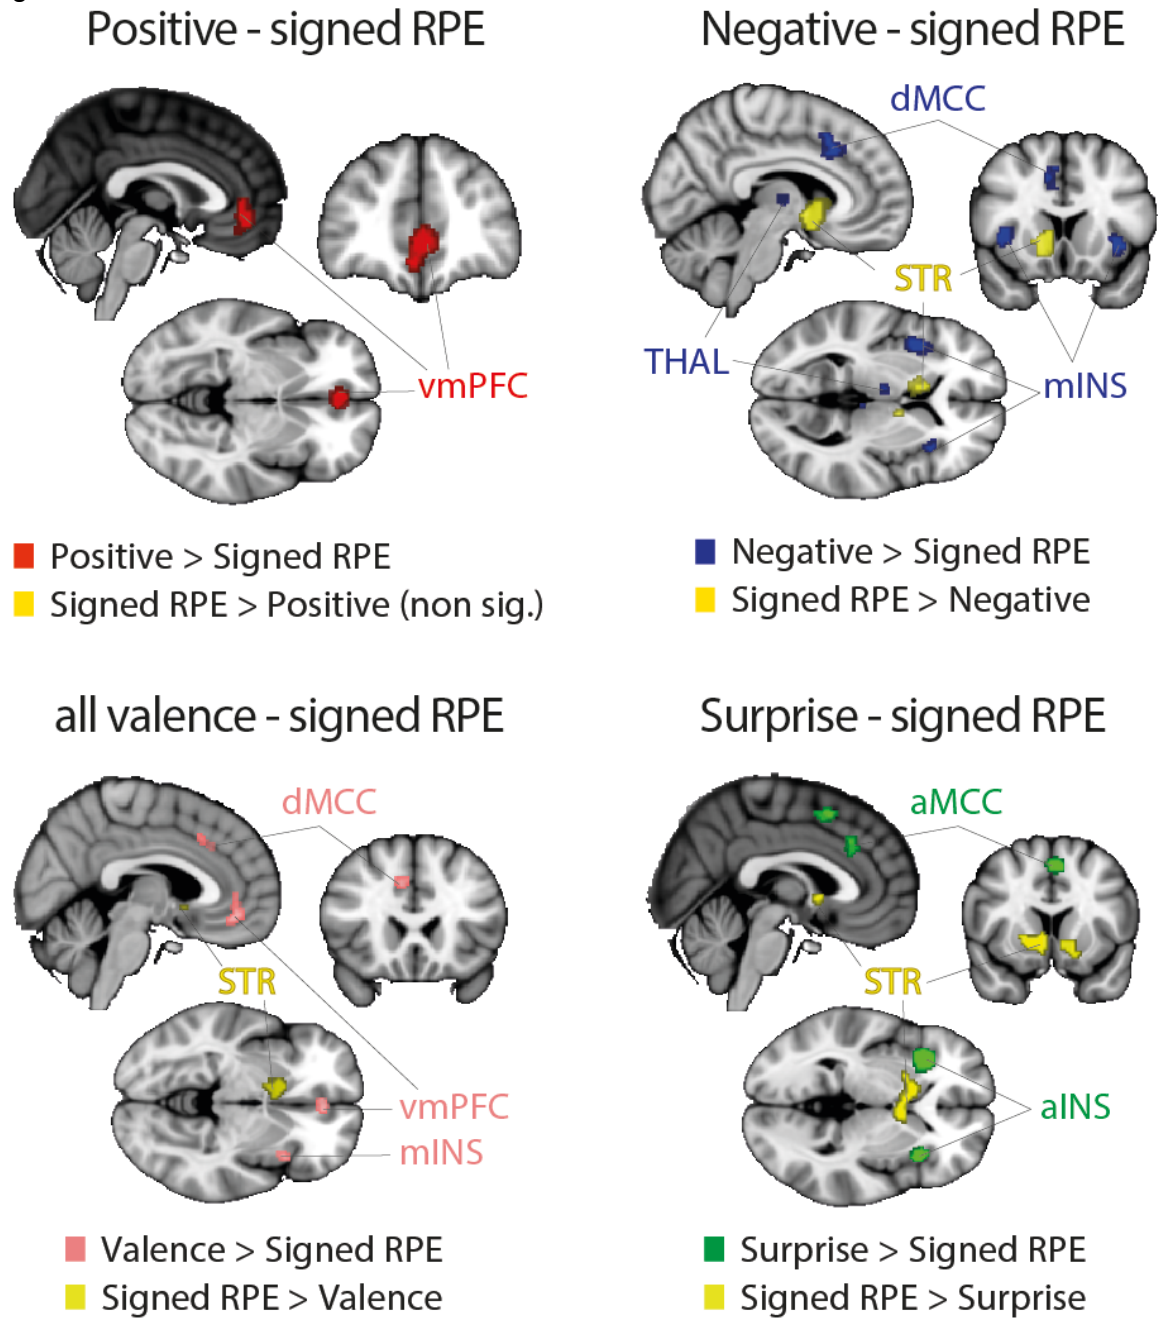 Positive - signed RPE
vmPFC
Positive > Signed RPE
Signed RPE > Positive (non sig.)
Negative - signed RPE
dMCC
STR
THAL
mINS
Negative > Signed RPE
Signed RPE > Negative
all valence - signed RPE
dMCC
STR
vmPFC
mINS
Valence > Signed RPE
Signed RPE > Valence
Surprise - signed RPE
aMCC
STR
aINS
Surprise > Signed RPE
Signed RPE > Surprise